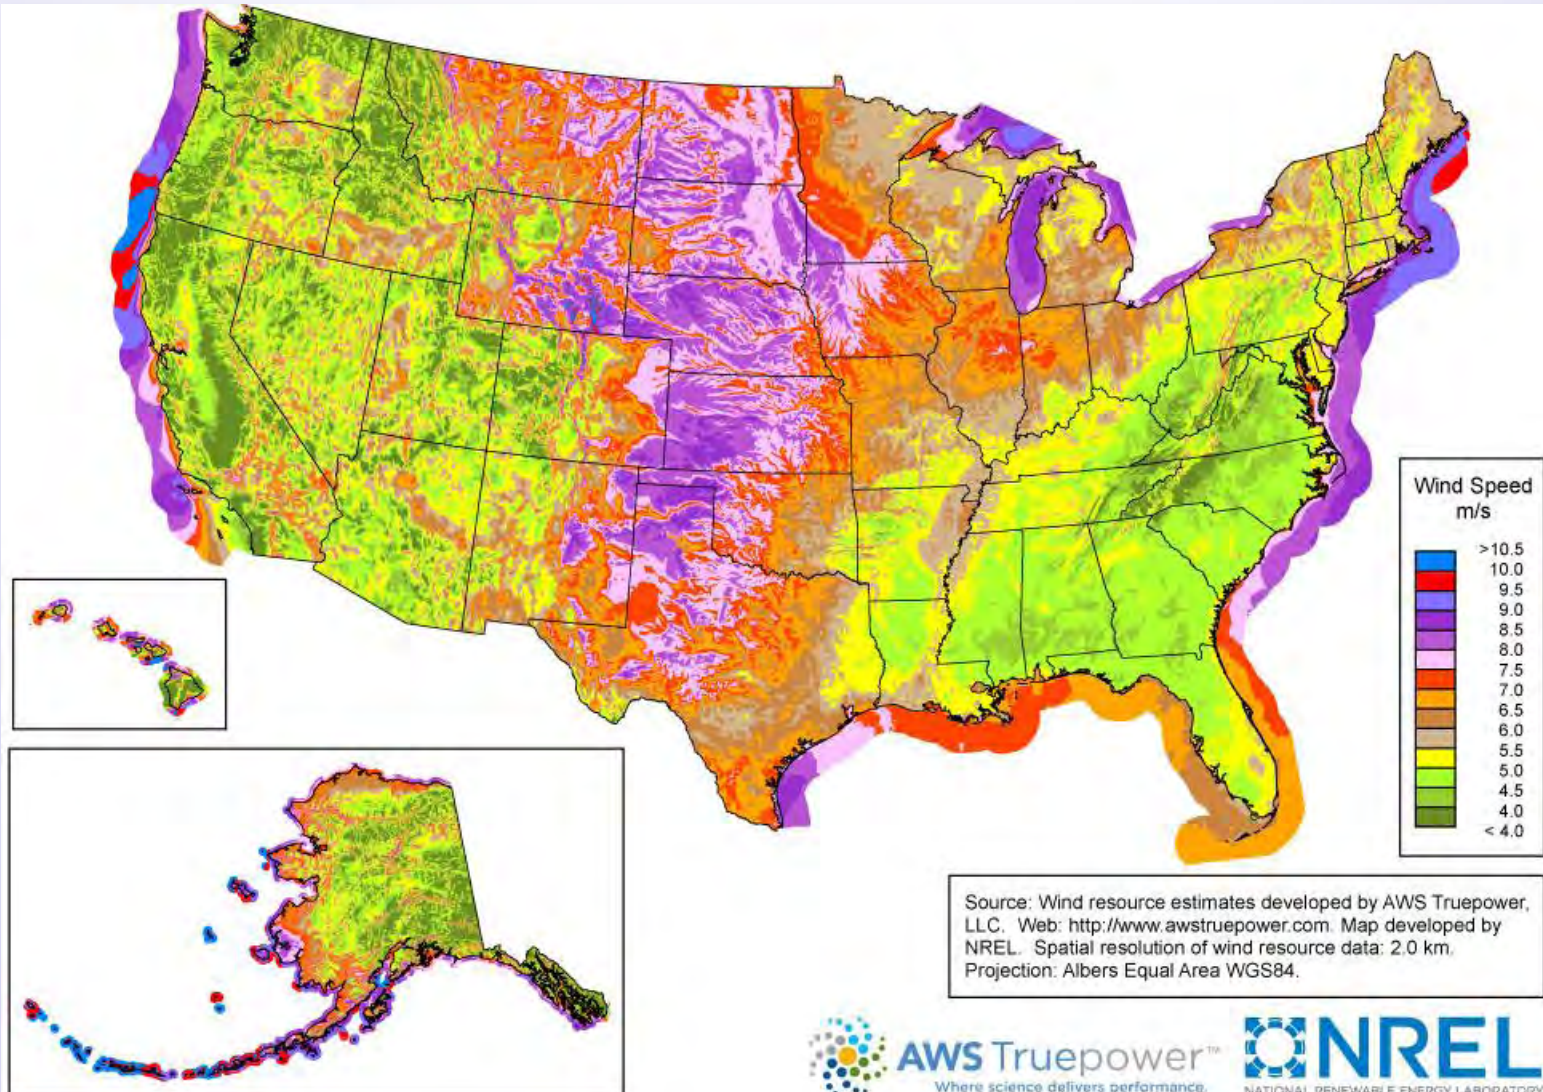 Wind Speed
m/s
>10.5
10.0
9.5
9.0
8.5
8.0
7.5
7.0
6.5
6.0
5.5
5.0
4.5
4.0
< 4.0
Source: Wind resource estimates developed by AWS Truepower,
LLC. Web: http://www.awstruepower.com. Map developed by
NREL. Spatial resolution of wind resource data: 2.0 km.
Projection: Albers Equal Area WGS84.
AWS Truepower™
Where science delivers performance.
NREL
NATIONAL RENEWABLE ENERGY LABORATORY